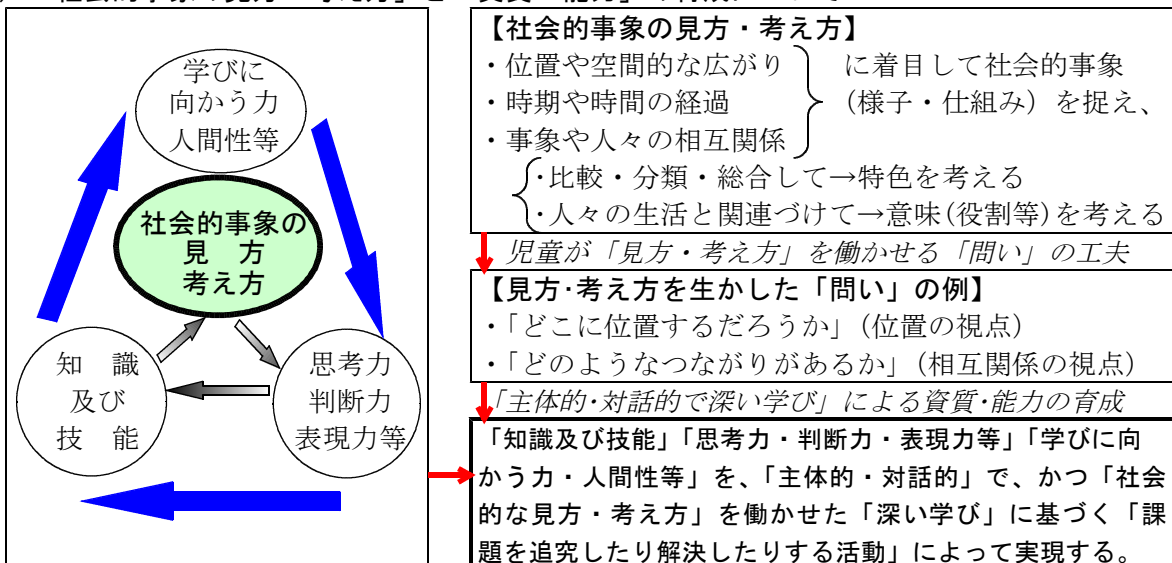 学びに
向かう力
人間性等
社会的事象の
見　方
考え方
知　識
及び
技　能
思考力
判断力
表現力等
【社会的事象の見方・考え方】
・位置や空間的な広がり
・時期や時間の経過
・事象や人々の相互関係
に着目して社会的事象
（様子・仕組み）を捉え、
・比較・分類・総合して→特色を考える
・人々の生活と関連づけて→意味(役割等)を考える
児童が「見方・考え方」を働かせる「問い」の工夫
【見方･考え方を生かした「問い」の例】
・「どこに位置するだろうか」（位置の視点）
・「どのようなつながりがあるか」（相互関係の視点）
「主体的･対話的で深い学び」による資質･能力の育成
「知識及び技能」「思考力・判断力・表現力等」「学びに向
かう力・人間性等」を、「主体的・対話的」で、かつ「社会
的な見方・考え方」を働かせた「深い学び」に基づく「課
題を追究したり解決したりする活動」によって実現する。